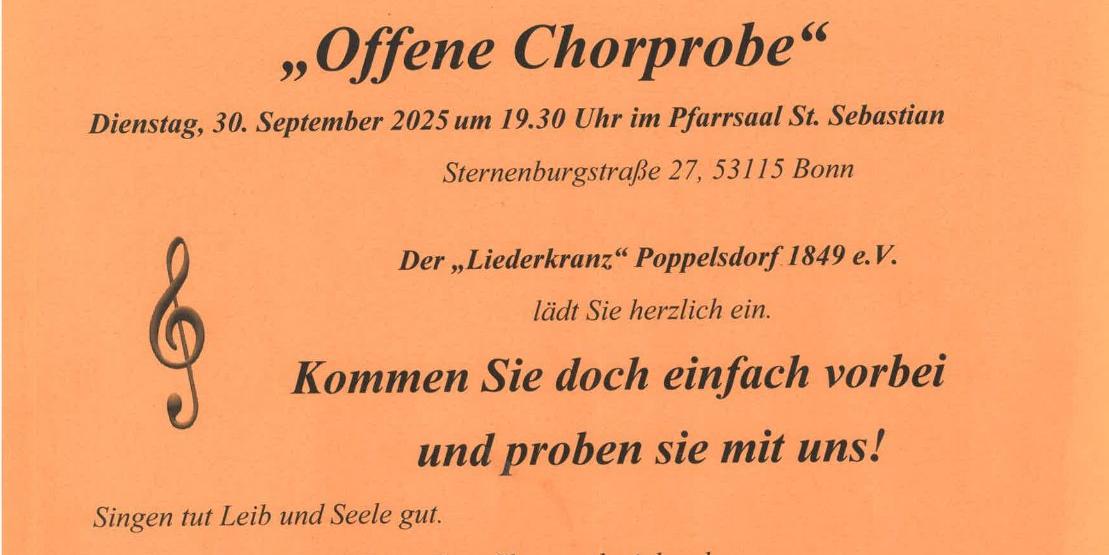 „Offene Chorprobe“
Dienstag, 30. September 2025 um 19.30 Uhr im Pfarrsaal St. Sebastian
Sternenburgstraße 27, 53115 Bonn
Der „Liederkranz“ Poppelsdorf 1849 e.V.
lädt Sie herzlich ein.
Kommen Sie doch einfach vorbei
und proben sie mit uns!
Singen tut Leib und Seele gut.